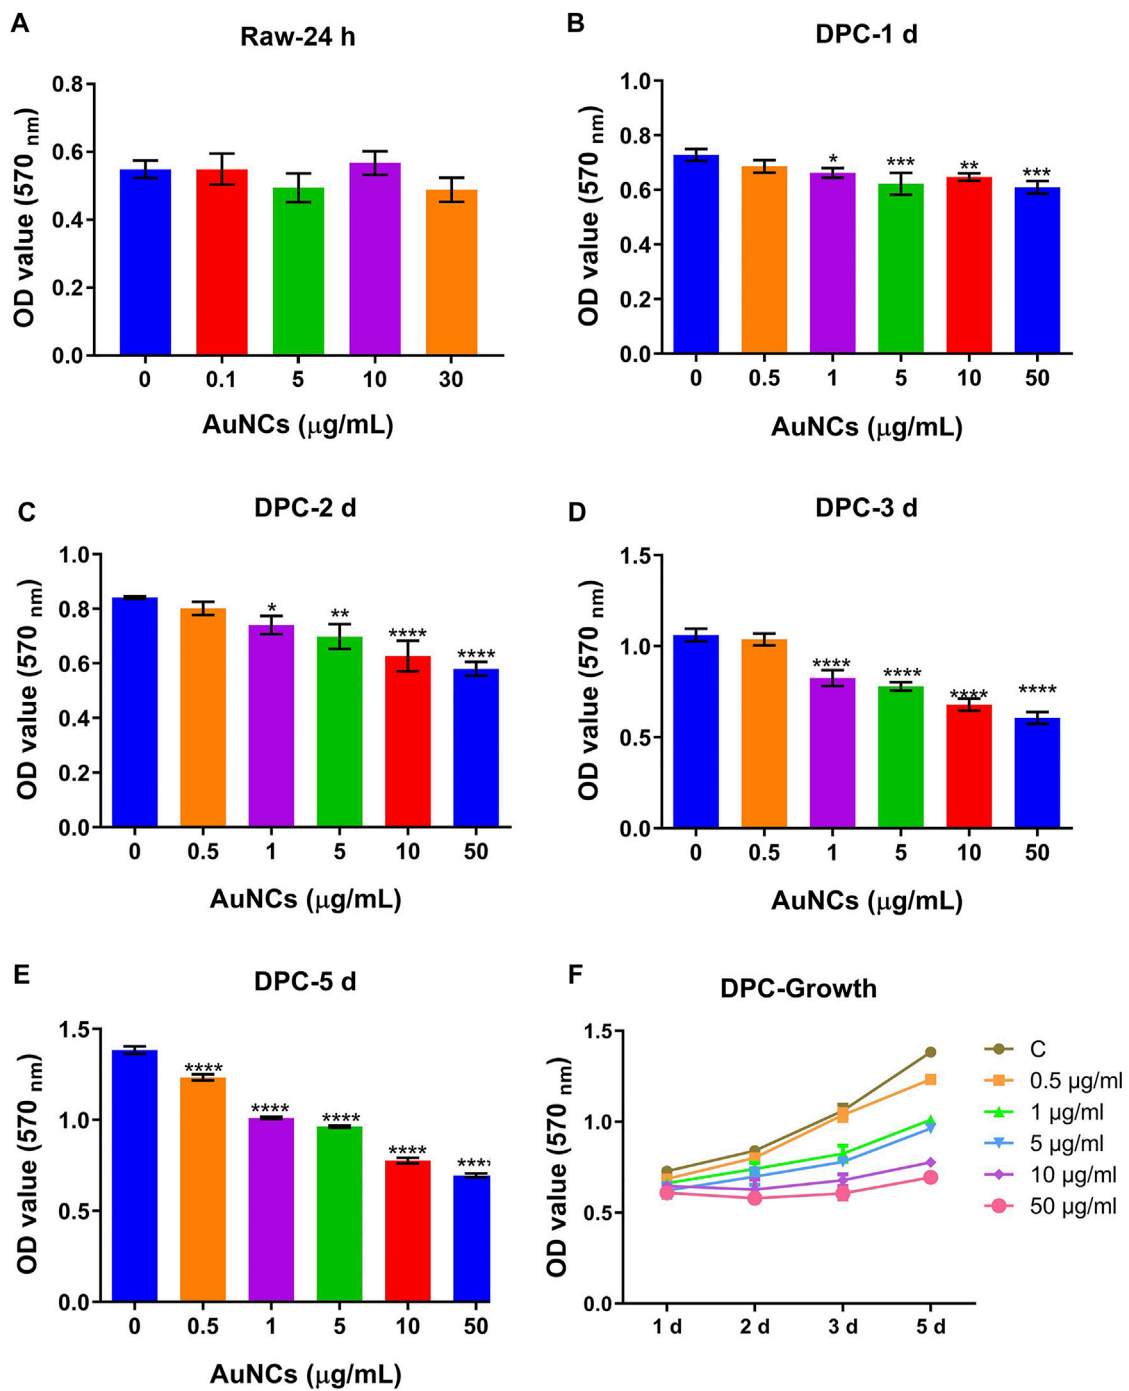 A
Raw-24 h
OD value (570 nm)
0.8
0.6
0.4
0.2
0.0
0 0.1 5 10 30
AuNCs (μg/mL)
B
DPC-1 d
OD value (570 nm)
1.0
0.8
0.6
0.4
0.2
0.0
* *** ** ***
0 0.5 1 5 10 50
AuNCs (μg/mL)
C
DPC-2 d
OD value (570 nm)
1.0
0.8
0.6
0.4
0.2
0.0
* ** **** ****
0 0.5 1 5 10 50
AuNCs (μg/mL)
D
DPC-3 d
OD value (570 nm)
1.5
1.0
0.5
0.0
**** **** **** ****
0 0.5 1 5 10 50
AuNCs (μg/mL)
E
DPC-5 d
OD value (570 nm)
1.5
1.0
0.5
0.0
**** **** **** **** ****
0 0.5 1 5 10 50
AuNCs (μg/mL)
F
DPC-Growth
OD value (570 nm)
1.5
1.0
0.5
0.0
1 d 2 d 3 d 5 d
C
0.5 μg/ml
1 μg/ml
5 μg/ml
10 μg/ml
50 μg/ml